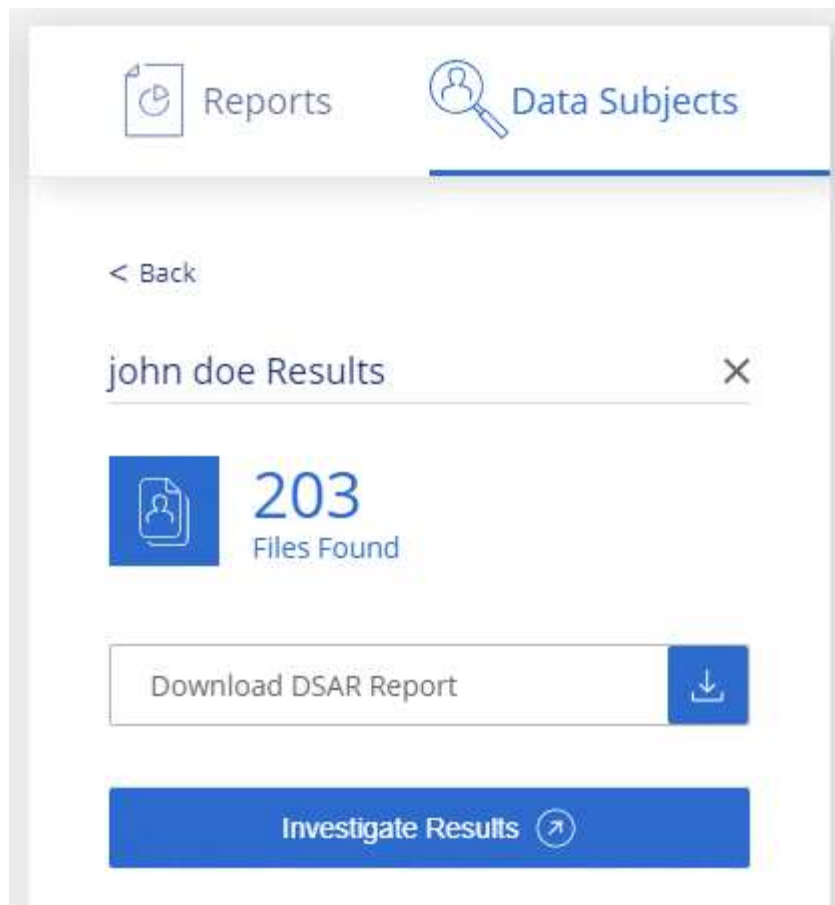 Reports
Data Subjects
< Back
john doe Results
203
Files Found
Download DSAR Report
Investigate Results